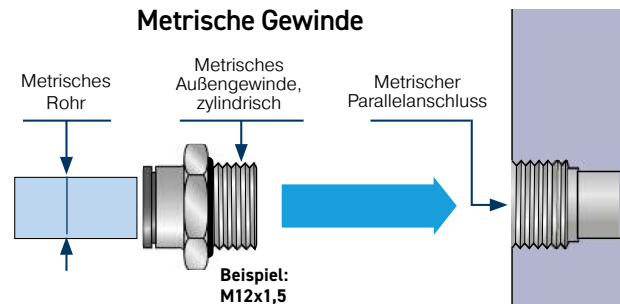 Metrische Gewinde
Metrisches
Rohr
Metrisches
Außengewinde,
zylindrisch
Metrischer
Parallelanschluss
Beispiel:
M12x1,5